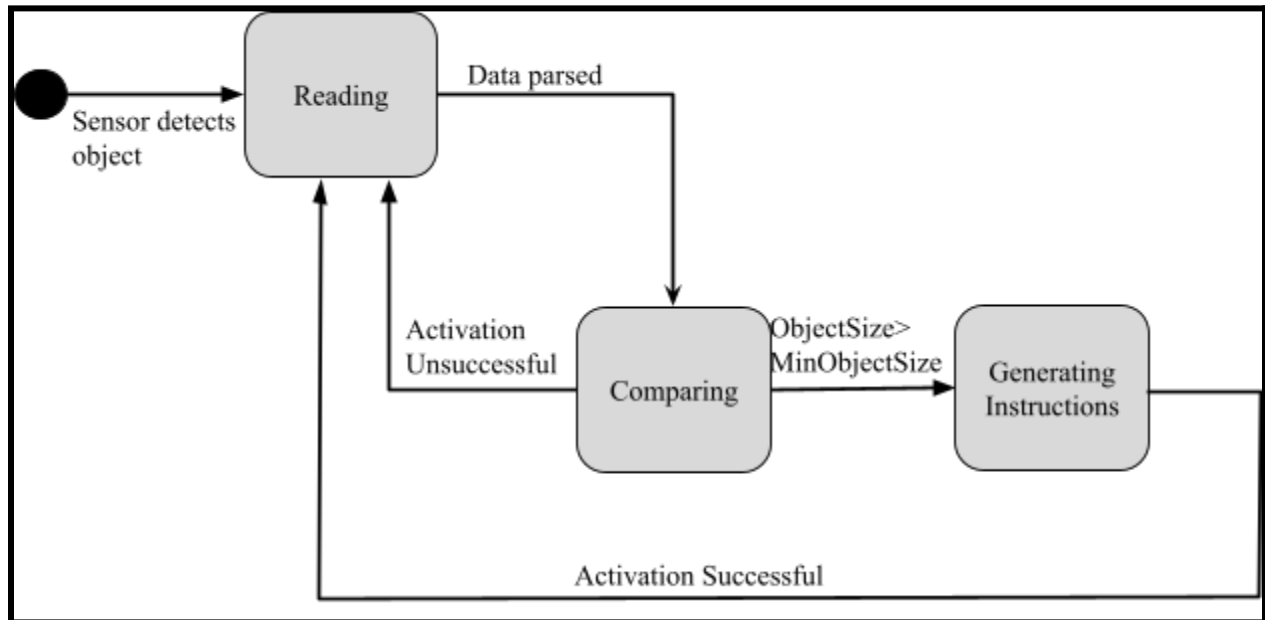 Reading
Data parsed
Sensor detects
object
Activation
Unsuccessful
Comparing
ObjectSize>
MinObjectSize
Generating
Instructions
Activation Successful